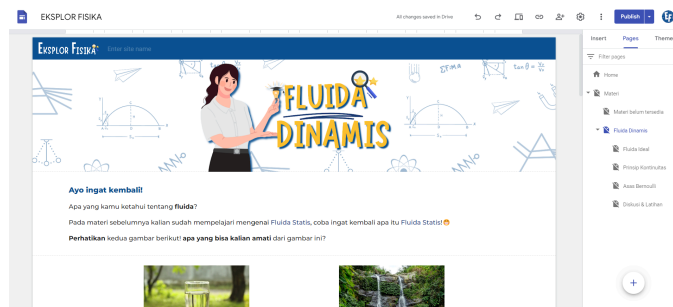 EKSPLOR FISIKA
All changes saved in Drive
Publish
EKSPLOR FISIKA
Enter site name
Insert
Pages
Theme
Filter pages
Home
Materi
Materi belum tersedia
Fluida Dinamis
Fluida Ideal
Prinsip Kontinuitas
Asas Bernoulli
Diskusi & Latihan
FLUIDA
DINAMIS
Ayo ingat kembali!
Apa yang kamu ketahui tentang fluida?
Pada materi sebelumnya kalian sudah mempelajari mengenai Fluida Statis, coba ingat kembali apa itu Fluida Statis!
Perhatikan kedua gambar berikut! apa yang bisa kalian amati dari gambar ini?